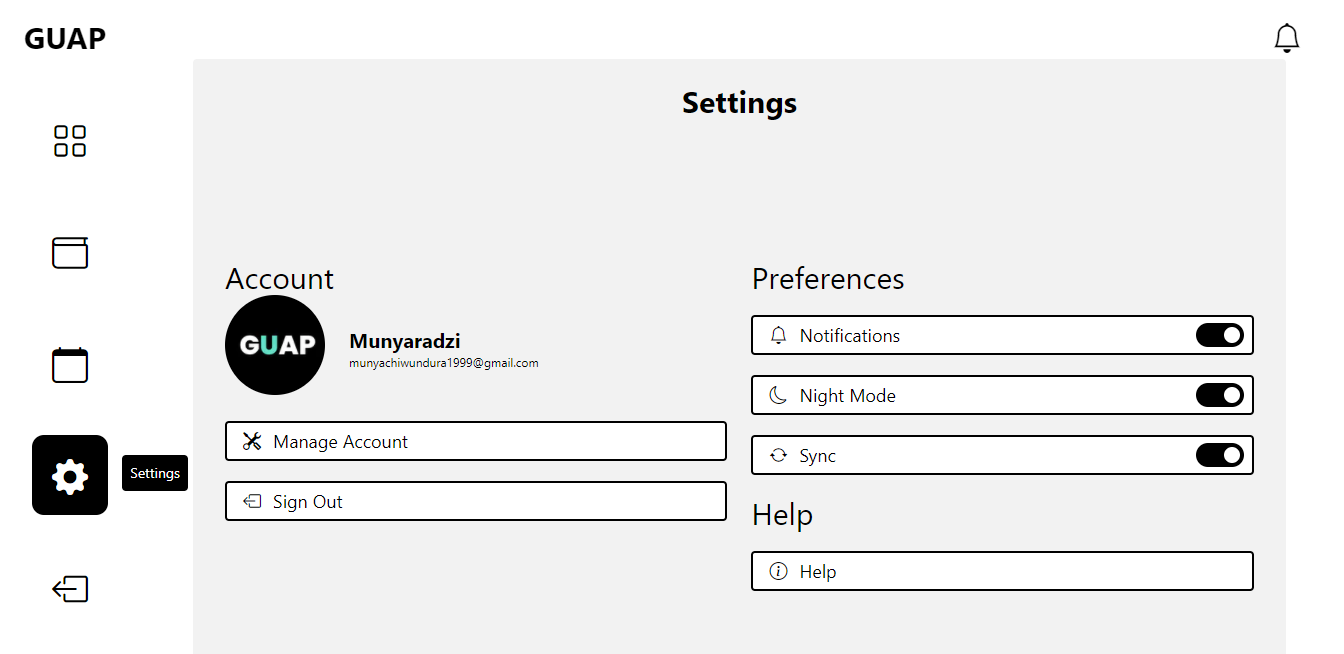 GUAP
Settings
Account
GUAP
Munyaradzi
munyachiwundura1999@gmail.com
Manage Account
Sign Out
Preferences
Notifications
Night Mode
Sync
Help
Help
Settings